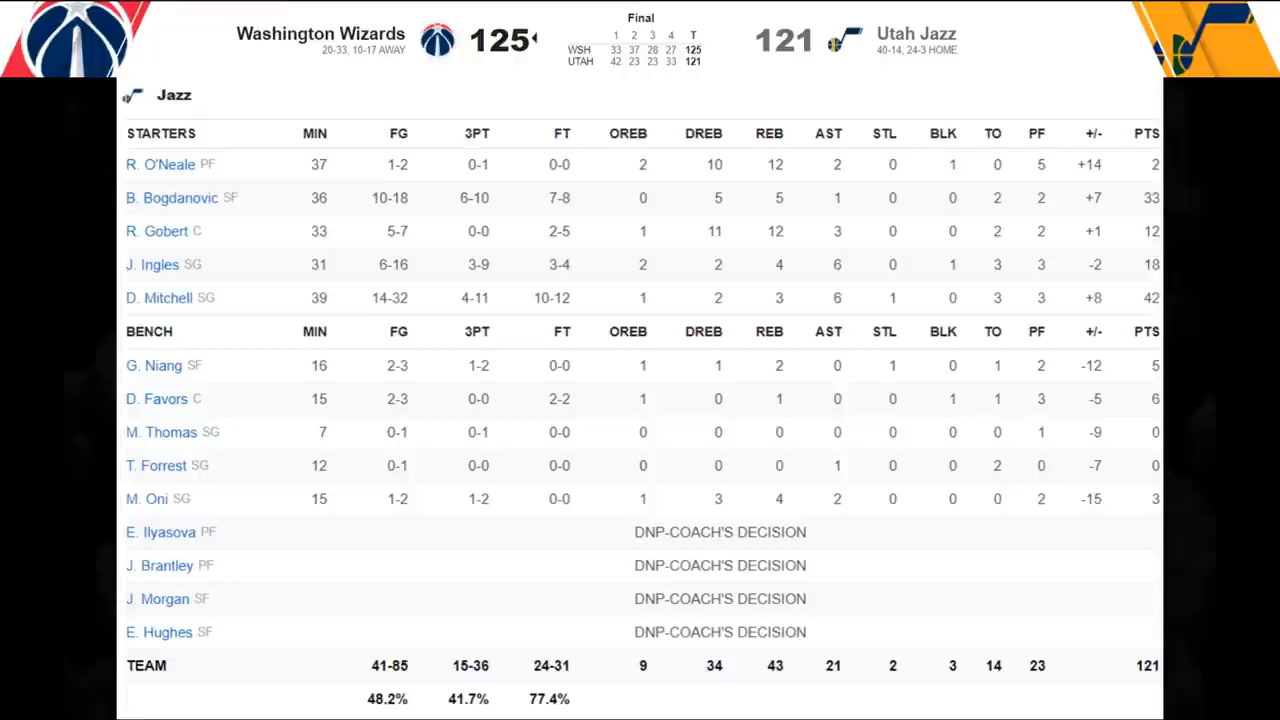 Final
Washington Wizards 125 121 Utah Jazz
20-33, 10-17 AWAY 40-14, 24-3 HOME
1 2 3 4 T
WSH 33 37 28 27 125
UTAH 42 23 23 33 121
Jazz
STARTERS MIN FG 3PT FT OREB DREB REB AST STL BLK TO PF +/- PTS
R. O'Neale PF 37 1-2 0-1 0-0 2 10 12 2 0 1 0 5 +14 2
B. Bogdanovic SF 36 10-18 6-10 7-8 0 5 5 1 0 0 2 2 +7 33
R. Gobert C 33 5-7 0-0 2-5 1 11 12 3 0 0 2 2 +1 12
J. Ingles SG 31 6-16 3-9 3-4 2 2 4 6 0 1 3 3 -2 18
D. Mitchell SG 39 14-32 4-11 10-12 1 2 3 6 1 0 3 3 +8 42
BENCH MIN FG 3PT FT OREB DREB REB AST STL BLK TO PF +/- PTS
G. Niang SF 16 2-3 1-2 0-0 1 1 2 0 1 0 1 2 -12 5
D. Favors C 15 2-3 0-0 2-2 1 0 1 0 0 1 1 3 -5 6
M. Thomas SG 7 0-1 0-1 0-0 0 0 0 0 0 0 0 1 -9 0
T. Forrest SG 12 0-1 0-0 0-0 0 0 0 1 0 0 2 0 -7 0
M. Oni SG 15 1-2 1-2 0-0 1 3 4 2 0 0 0 2 -15 3
E. Ilyasova PF DNP-COACH'S DECISION
J. Brantley PF DNP-COACH'S DECISION
J. Morgan SF DNP-COACH'S DECISION
E. Hughes SF DNP-COACH'S DECISION
TEAM 41-85 15-36 24-31 9 34 43 21 2 3 14 23 121
48.2% 41.7% 77.4%